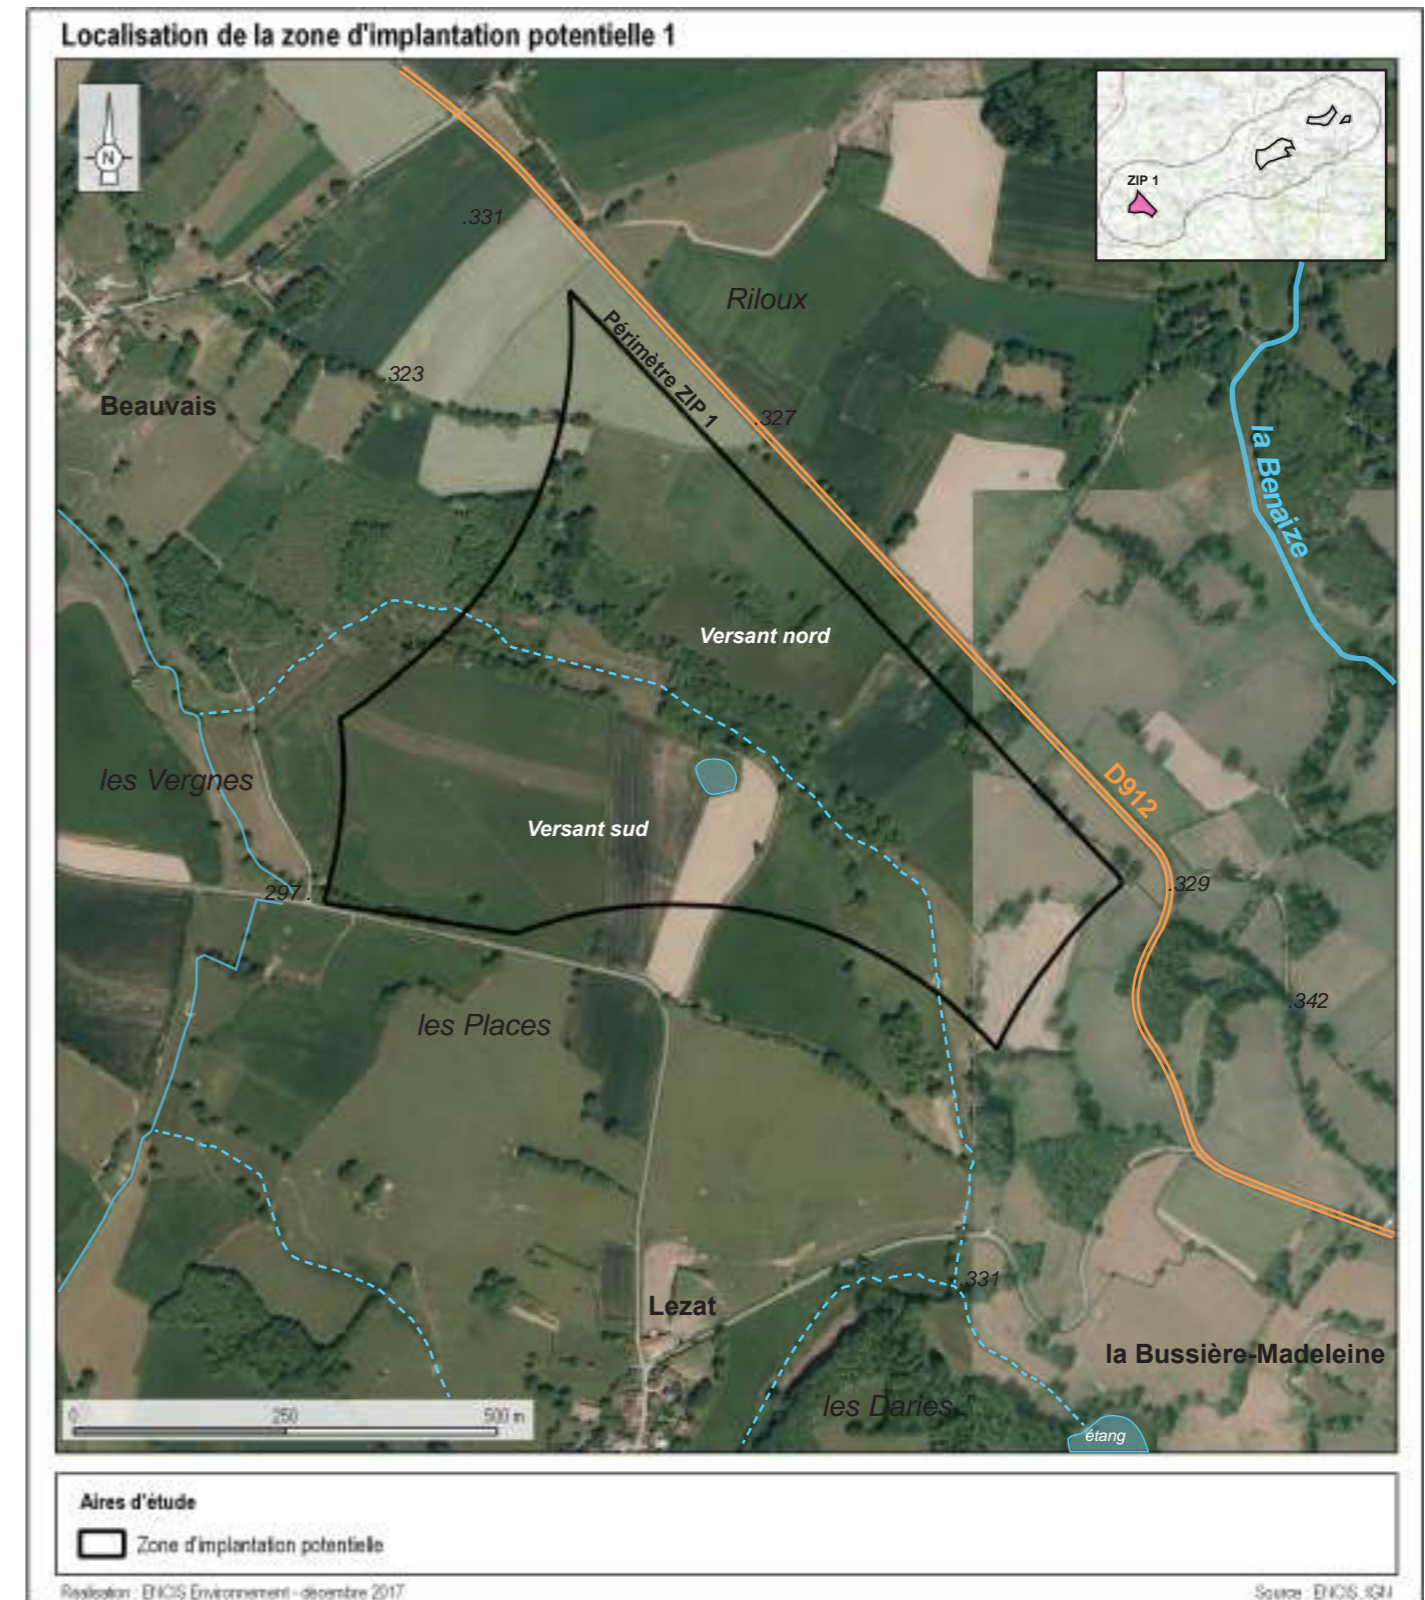 Localisation de la zone d'implantation potentielle 1
N
ZIP 1
.331
Riloux
Périmètre ZIP 1
.323
Beauvais
.327
la Benaize
Versant nord
les Vergnes
D912
Versant sud
297 .
.329
.342
les Places
.331
Lezat
la Bussière-Madeleine
les Daries
étang
0 250 500 m
Aires d'étude
Zone d'implantation potentielle
Réalisation : ENCIS Environnement - décembre 2017
Source : ENCIS, IGN